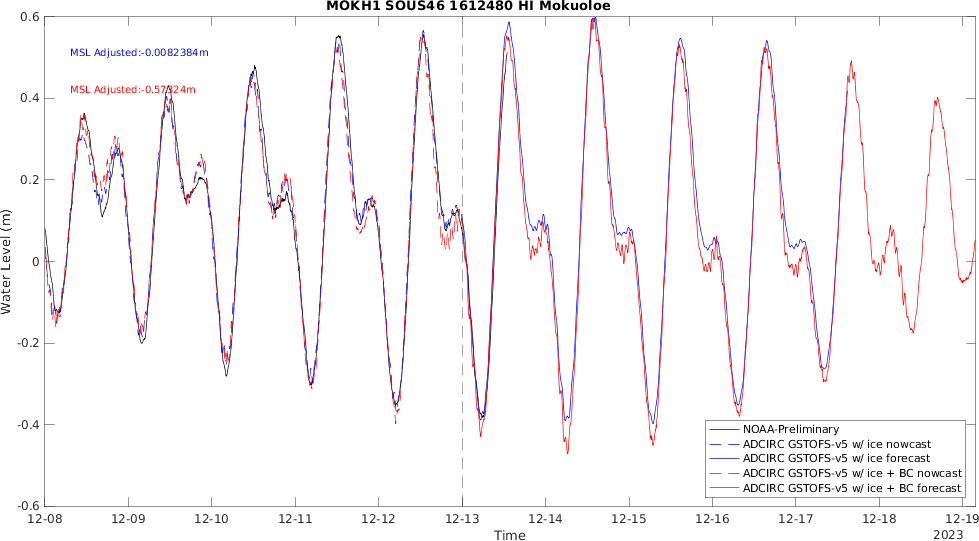 MOKH1 SOUS46 1612480 HI Mokuoloe
0.6
MSL Adjusted:-0.0082384m
0.4
MSL Adjusted:-0.57824m
0.2
Water Level (m)
0
-0.2
-0.4
NOAA-Preliminary
ADCIRC GSTOFS-v5 w/ ice nowcast
ADCIRC GSTOFS-v5 w/ ice forecast
ADCIRC GSTOFS-v5 w/ ice + BC nowcast
ADCIRC GSTOFS-v5 w/ ice + BC forecast
-0.6
12-08 12-09 12-10 12-11 12-12 12-13 12-14 12-15 12-16 12-17 12-18 12-19
Time
2023